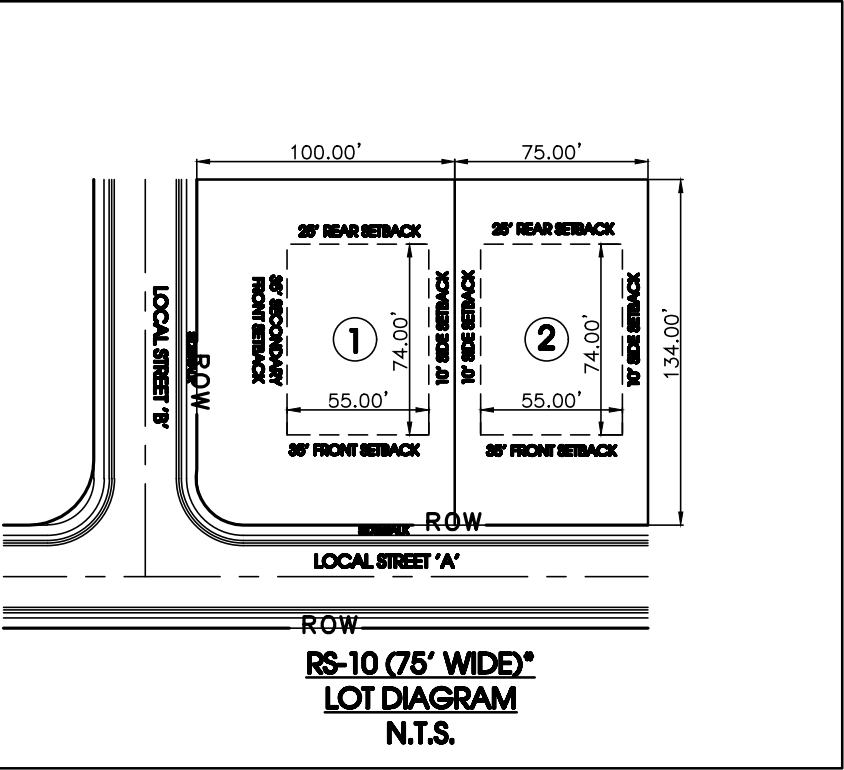 100.00'
75.00'
25' REAR SETBACK
25' REAR SETBACK
35' SECONDARY
FRONT SETBACK
1
74.00'
10' SIDE SETBACK
10' SIDE SETBACK
2
74.00'
10' SIDE SETBACK
134.00'
55.00'
55.00'
35' FRONT SETBACK
35' FRONT SETBACK
LOCAL STREET 'B'
SIDEWALK
ROW
SIDEWALK
ROW
LOCAL STREET 'A'
ROW
RS-10 (75' WIDE)*
LOT DIAGRAM
N.T.S.